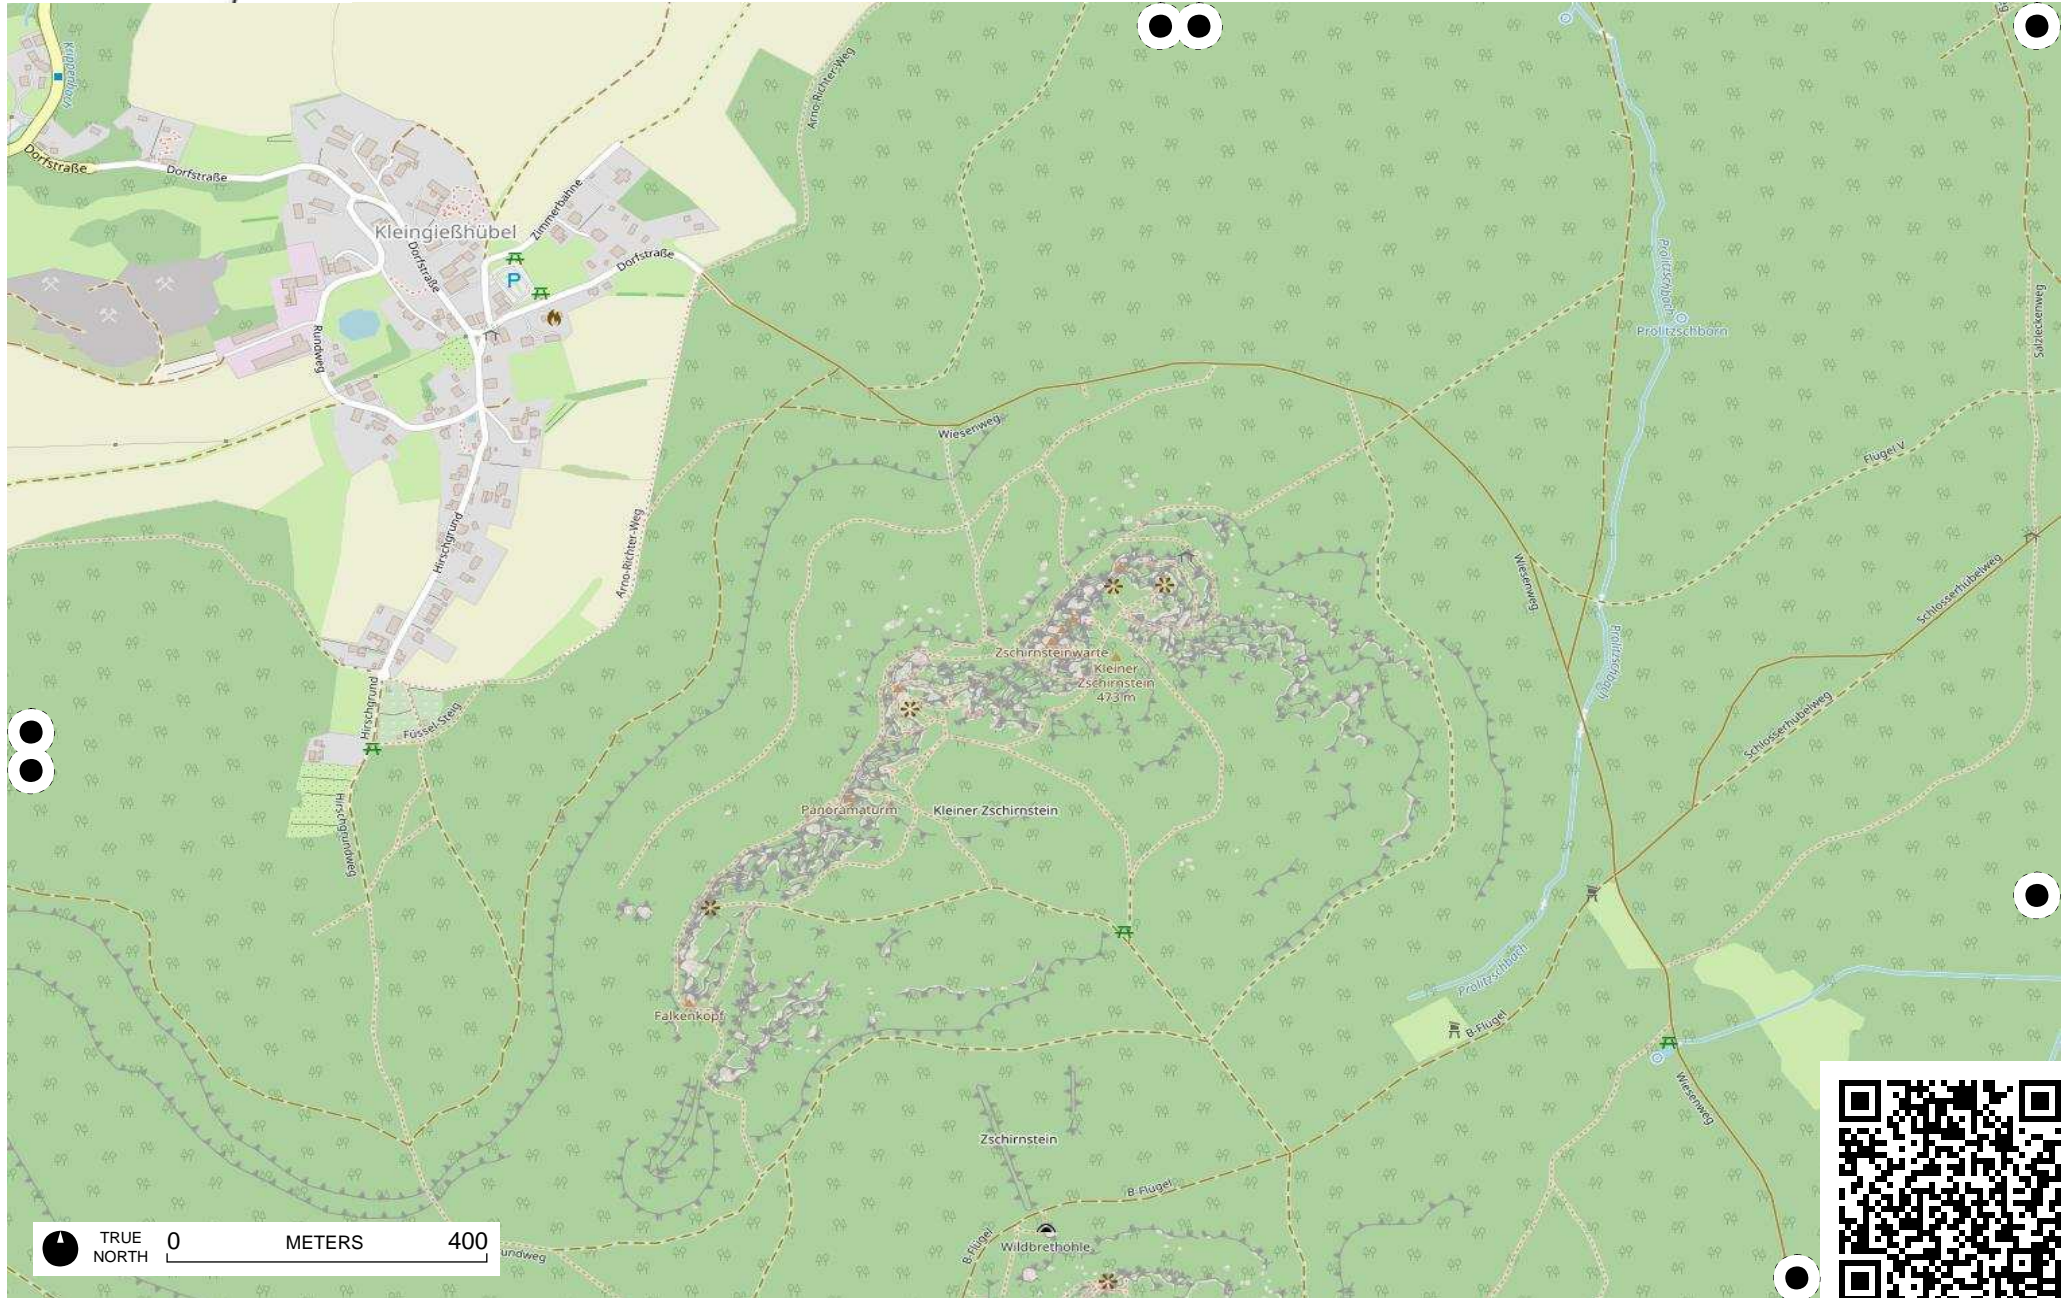 Krippenbach
Arno-Richter-Weg
Dorfstraße
Dorfstraße
Zimmerbahne
Kleingießhübel
Dorfstraße
Dorfstraße
P
Prolitzschbach
Prolitzschborn
Salzleckenweg
Rundweg
Wiesenweg
Flügel V
Hirschgrund
Arno-Richter-Weg
Wiesenweg
Schlosserhübelweg
Prolitzschbach
Zschirnsteinwarte
Kleiner
Zschirnstein
473 m
Hirschgrund
Füssel-Steig
Schlosserhübelweg
Hirschgrundweg
Panoramaturm
Kleiner Zschirnstein
Prolitzschbach
Falkenkopf
B-Flügel
Wiesenweg
Zschirnstein
B-Flügel
B-Flügel
Wildbrethöhle
undweg
TRUE
NORTH
0 METERS 400